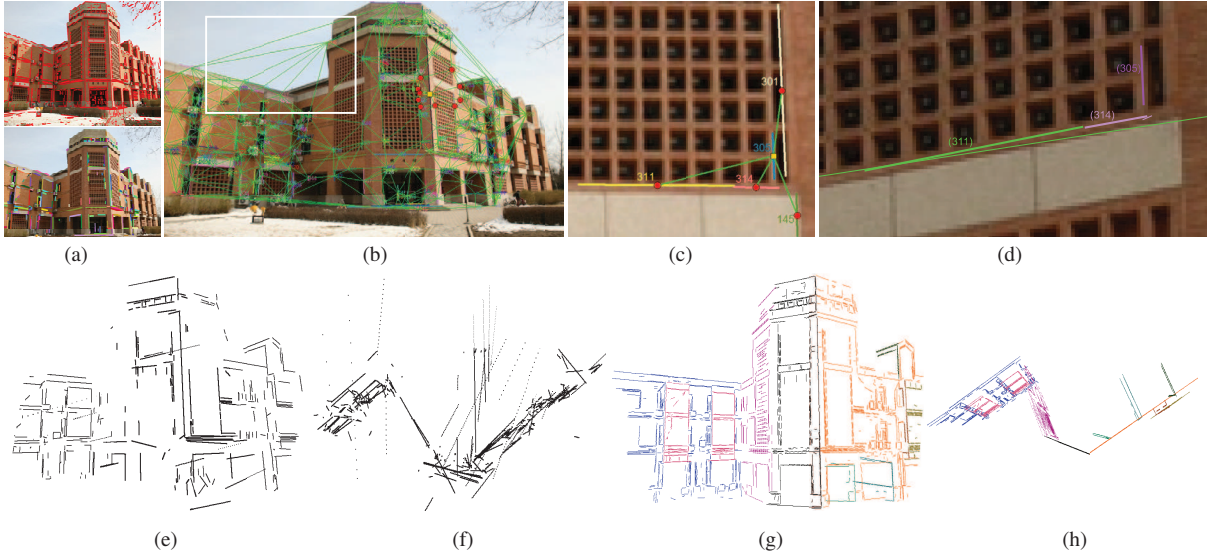 301
305
311
314
145
(305)
(314)
(311)
(a)
(b)
(c)
(d)
(e)
(f)
(g)
(h)